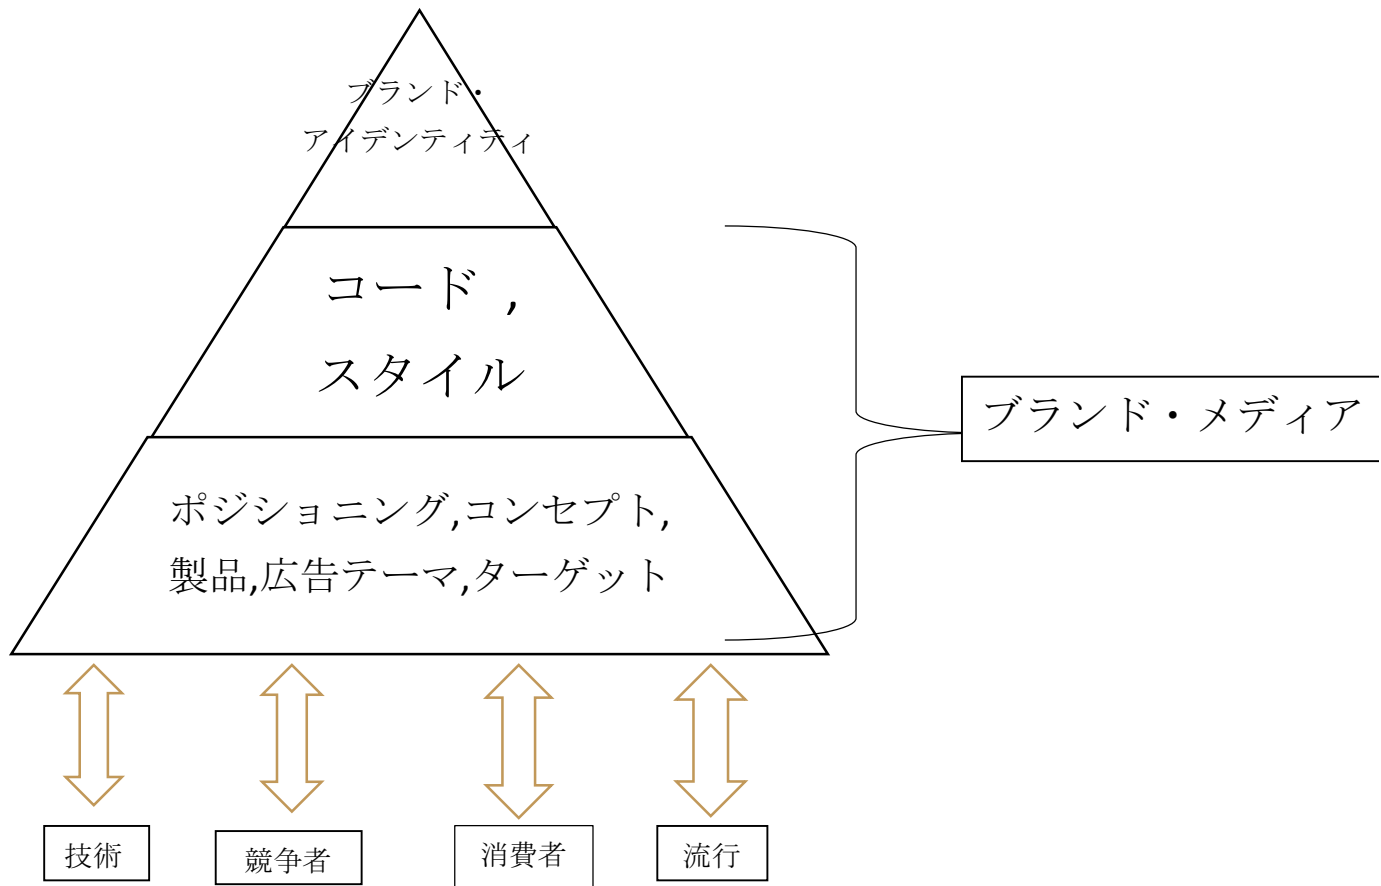 ブランド・
アイデンティティ
コード ,
スタイル
ブランド・メディア
ポジショニング,コンセプト,
製品,広告テーマ,ターゲット
技術
競争者
消費者
流行